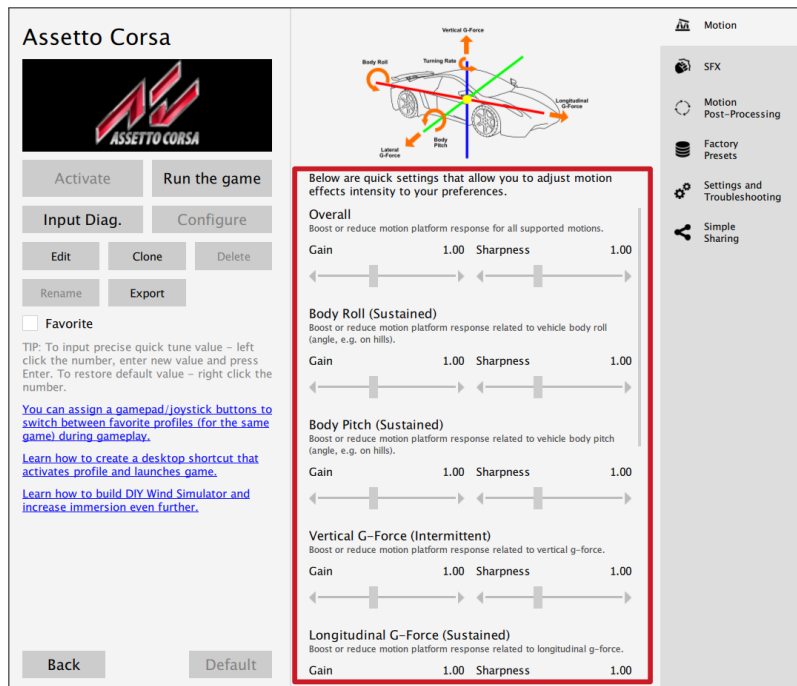 Assetto Corsa
ASSETTO CORSA
Activate
Run the game
Input Diag.
Configure
Edit
Clone
Delete
Rename
Export
Favorite
TIP: To input precise quick tune value – left
click the number, enter new value and press
Enter. To restore default value – right click the
number.
You can assign a gamepad/joystick buttons to
switch between favorite profiles (for the same
game) during gameplay.
Learn how to create a desktop shortcut that
activates profile and launches game.
Learn how to build DIY Wind Simulator and
increase immersion even further.
Back
Default
Vertical G-Force
Body Roll
Turning Rate
Longitudinal
G-Force
Body
Pitch
Lateral
G-Force
Below are quick settings that allow you to adjust motion
effects intensity to your preferences.
Overall
Boost or reduce motion platform response for all supported motions.
Gain 1.00 Sharpness 1.00
Body Roll (Sustained)
Boost or reduce motion platform response related to vehicle body roll
(angle, e.g. on hills).
Gain 1.00 Sharpness 1.00
Body Pitch (Sustained)
Boost or reduce motion platform response related to vehicle body pitch
(angle, e.g. on hills).
Gain 1.00 Sharpness 1.00
Vertical G-Force (Intermittent)
Boost or reduce motion platform response related to vertical g-force.
Gain 1.00 Sharpness 1.00
Longitudinal G-Force (Sustained)
Boost or reduce motion platform response related to longitudinal g-force.
Gain 1.00 Sharpness 1.00
Motion
SFX
Motion
Post-Processing
Factory
Presets
Settings and
Troubleshooting
Simple
Sharing